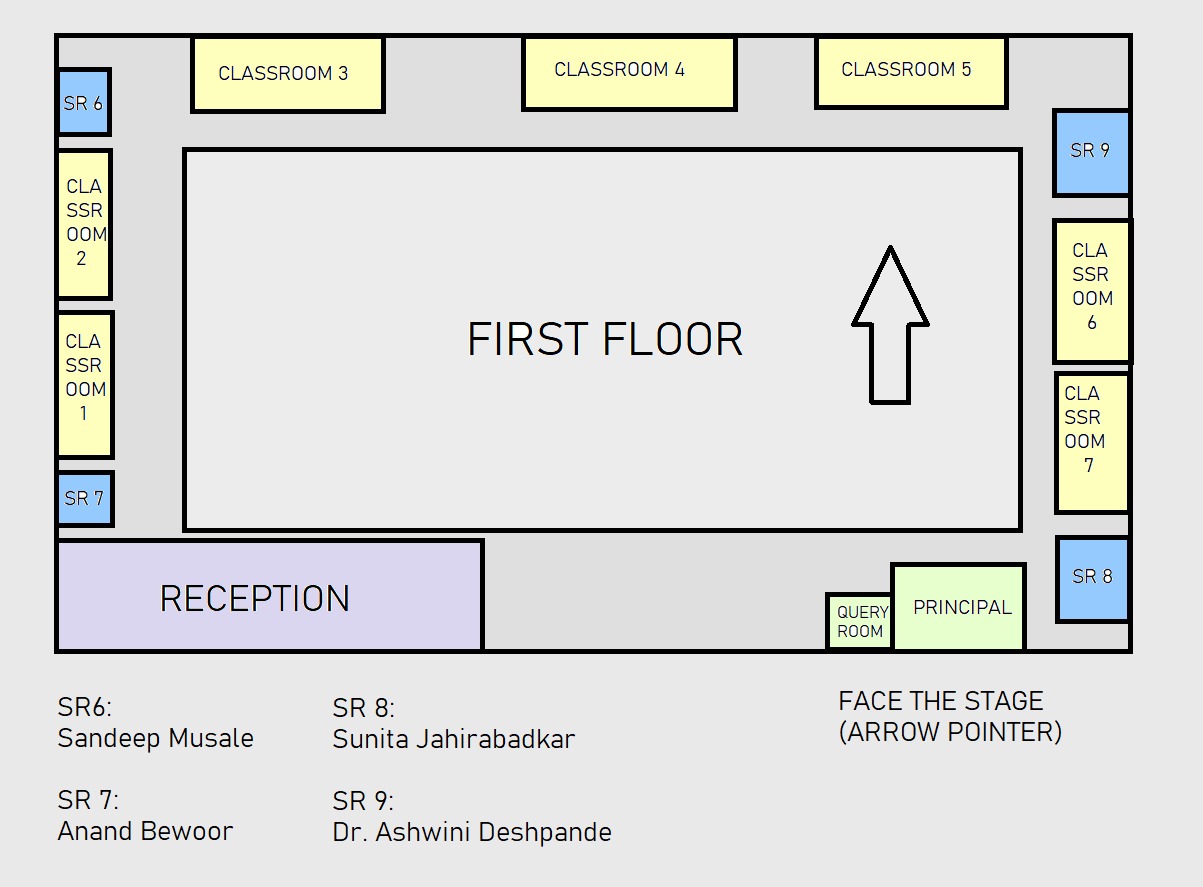 CLASSROOM 3
CLASSROOM 4
CLASSROOM 5
SR 6
SR 9
CLA
SSR
OOM
2
CLA
SSR
OOM
6
FIRST FLOOR
CLA
SSR
OOM
1
CLA
SSR
OOM
7
SR 7
RECEPTION
QUERY
ROOM
PRINCIPAL
SR 8
SR6:
Sandeep Musale
SR 7:
Anand Bewoor
SR 8:
Sunita Jahirabadkar
SR 9:
Dr. Ashwini Deshpande
FACE THE STAGE
(ARROW POINTER)